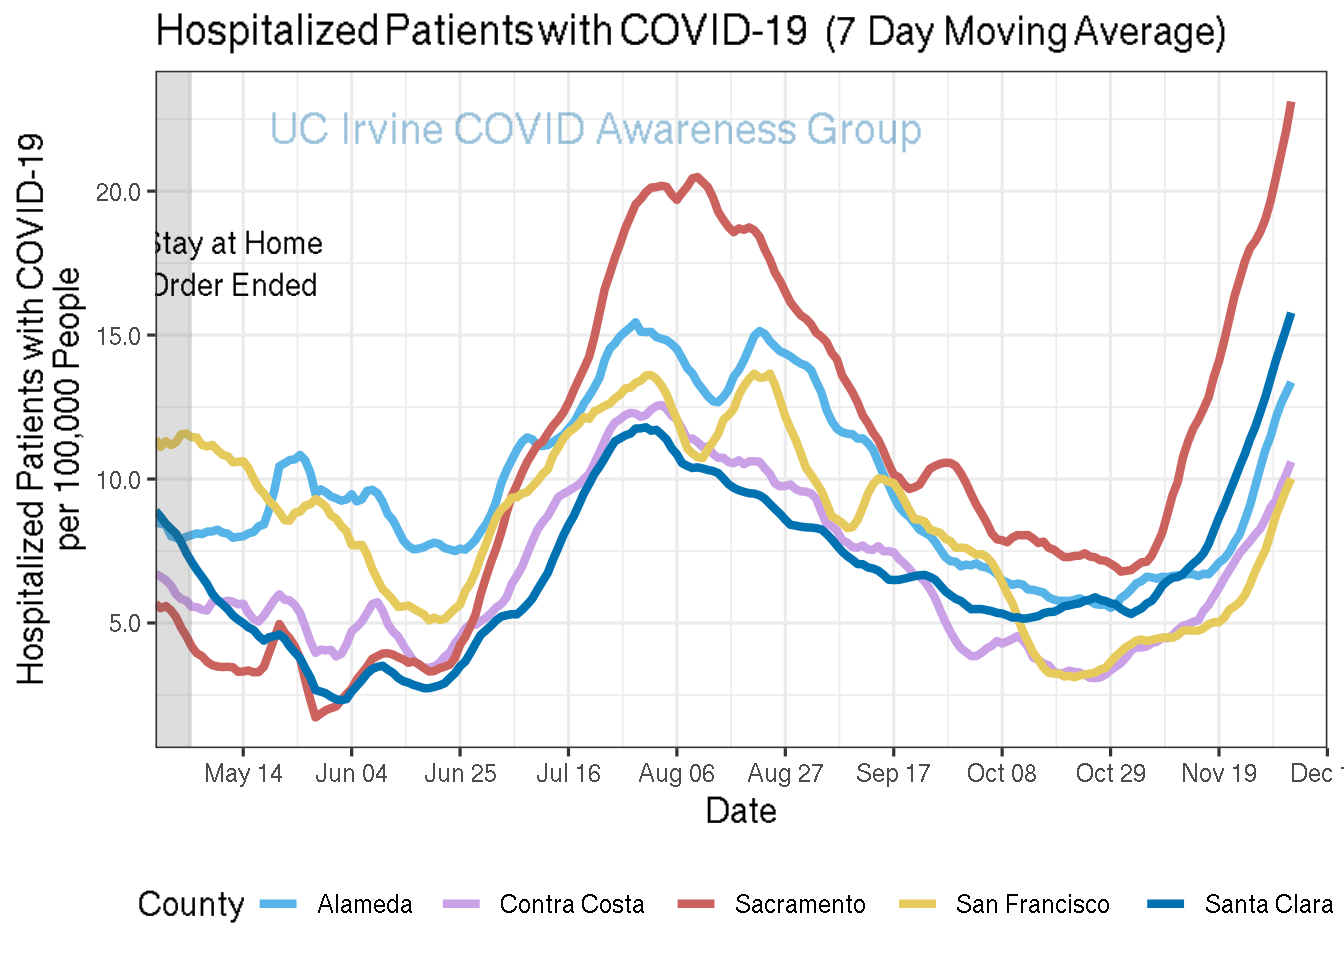 Hospitalized Patients with COVID-19 (7 Day Moving Average)
UC Irvine COVID Awareness Group
Stay at Home
Order Ended
Hospitalized Patients with COVID-19
per 100,000 People
20.0
15.0
10.0
5.0
May 14 Jun 04 Jun 25 Jul 16 Aug 06 Aug 27 Sep 17 Oct 08 Oct 29 Nov 19 Dec
Date
County Alameda Contra Costa Sacramento San Francisco Santa Clara